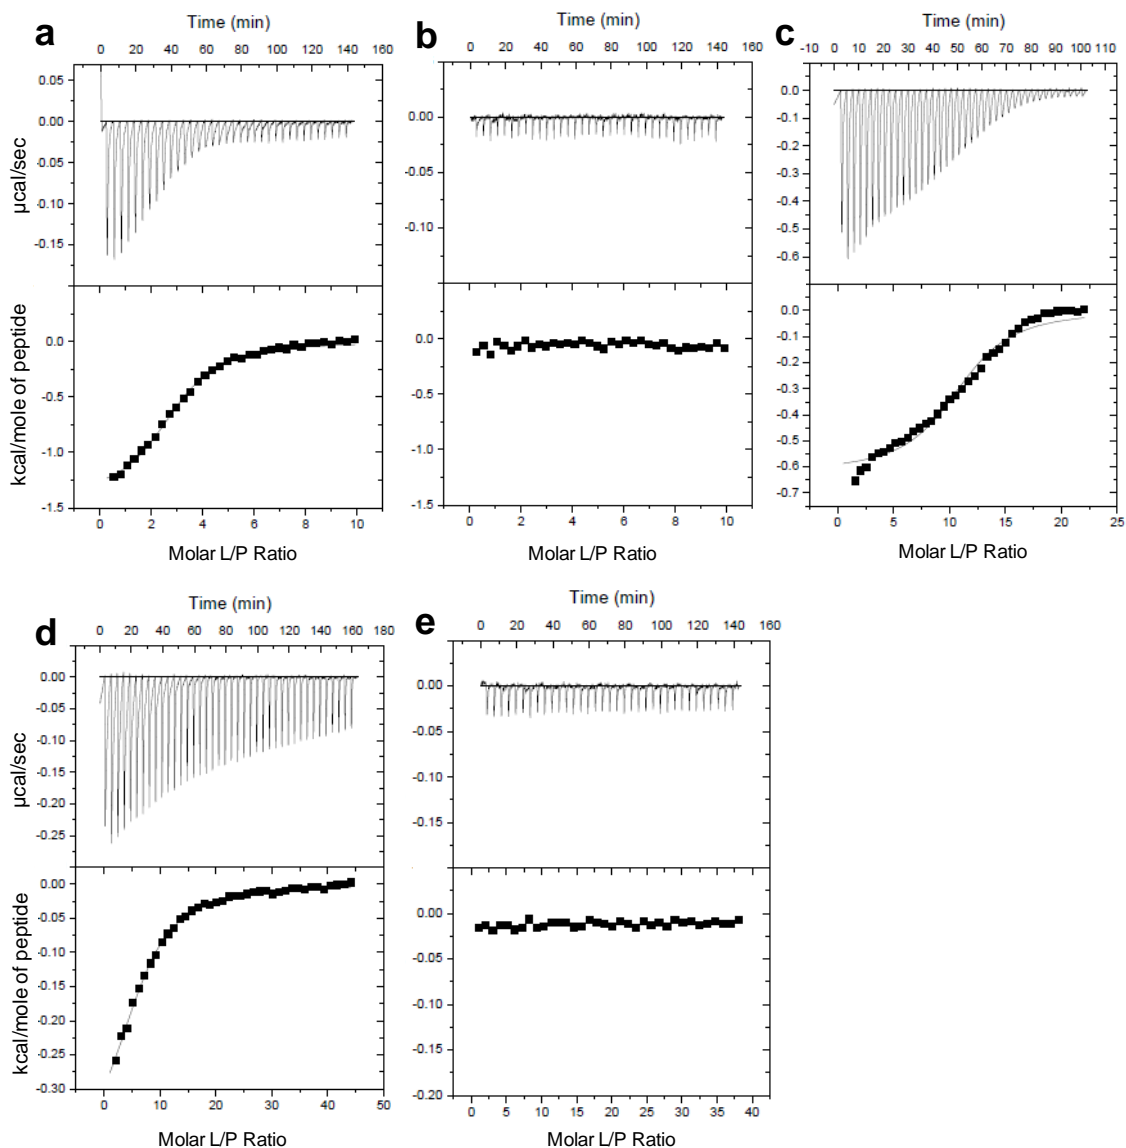 a
Time (min)
0 20 40 60 80 100 120 140 160
0.05
0.00
-0.05
-0.10
-0.15
µcal/sec
0.0
-0.5
-1.0
-1.5
kcal/mole of peptide
0 2 4 6 8 10
Molar L/P Ratio
b
Time (min)
0 20 40 60 80 100 120 140 160
0.00
-0.05
-0.10
0.0
-0.5
-1.0
-1.5
0 2 4 6 8 10
Molar L/P Ratio
c
Time (min)
-10 0 10 20 30 40 50 60 70 80 90 100 110
0.0
-0.1
-0.2
-0.3
-0.4
-0.5
-0.6
0.0
-0.1
-0.2
-0.3
-0.4
-0.5
-0.6
-0.7
0 5 10 15 20 25
Molar L/P Ratio
d
Time (min)
0 20 40 60 80 100 120 140 160 180
0.00
-0.05
-0.10
-0.15
-0.20
-0.25
µcal/sec
0.00
-0.05
-0.10
-0.15
-0.20
-0.25
-0.30
kcal/mole of peptide
0 10 20 30 40 50
Molar L/P Ratio
e
Time (min)
0 20 40 60 80 100 120 140 160
0.00
-0.05
-0.10
-0.15
0.00
-0.05
-0.10
-0.15
-0.20
0 5 10 15 20 25 30 35 40
Molar L/P Ratio